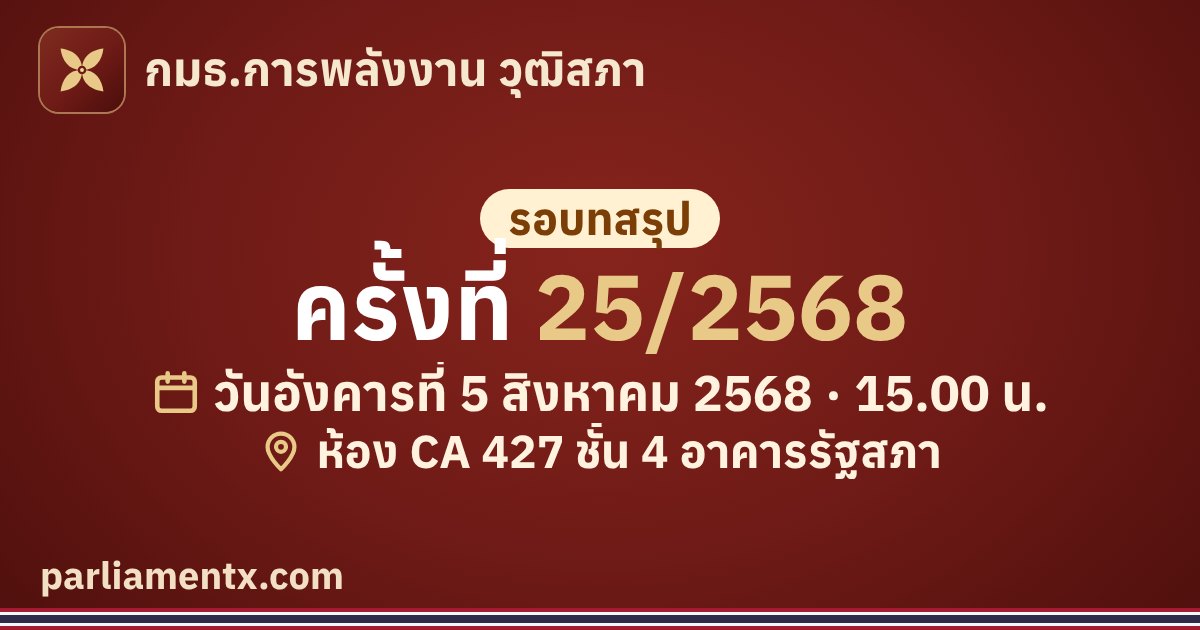 กมธ.การพลังงาน วุฒิสภา
รอบทสรุป
ครั้งที่ 25/2568
วันอังคารที่ 5 สิงหาคม 2568 · 15.00 น.
ห้อง CA 427 ชั้น 4 อาคารรัฐสภา
parliamentx.com